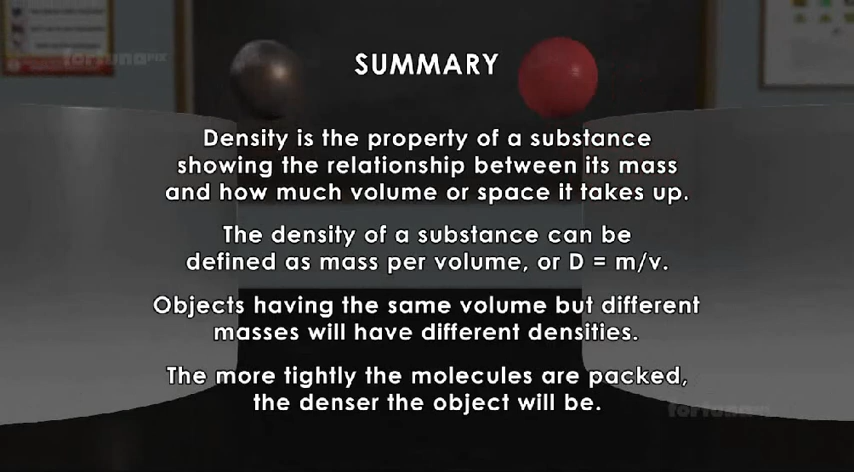 fortunaPIX
SUMMARY
Density is the property of a substance
showing the relationship between its mass
and how much volume or space it takes up.
The density of a substance can be
defined as mass per volume, or D = m/v.
Objects having the same volume but different
masses will have different densities.
The more tightly the molecules are packed,
the denser the object will be.